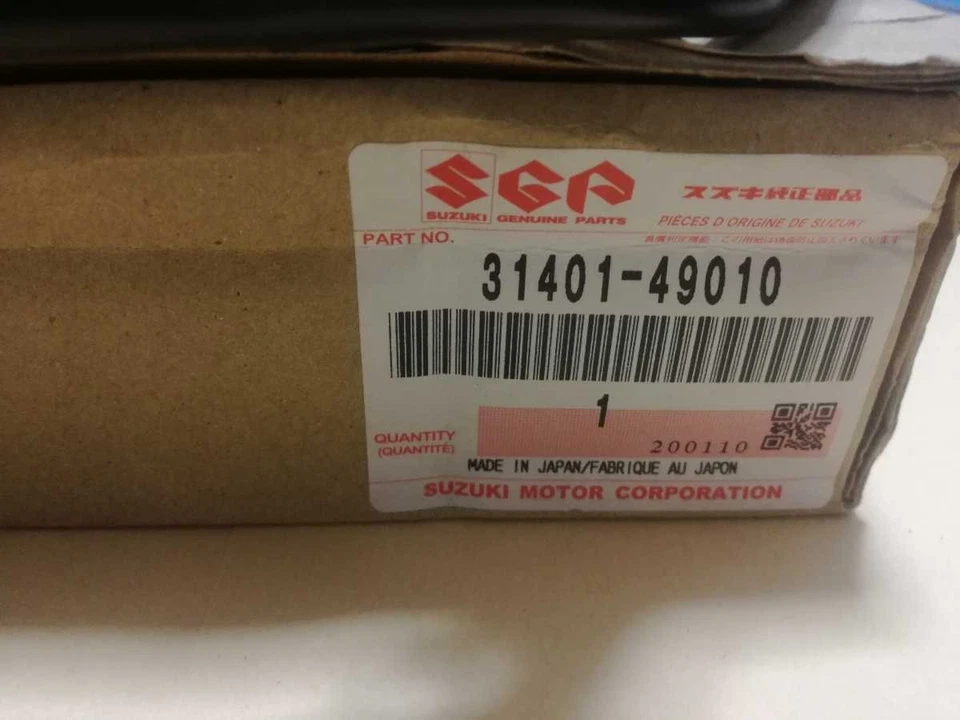 SGP
SUZUKI GENUINE PARTS
スズキ純正部品
PIÈCES D'ORIGINE DE SUZUKI
PART NO.
31401-49010
1
QUANTITY
(QUANTITÉ)
200110
MADE IN JAPAN/FABRIQUE AU JAPON
SUZUKI MOTOR CORPORATION